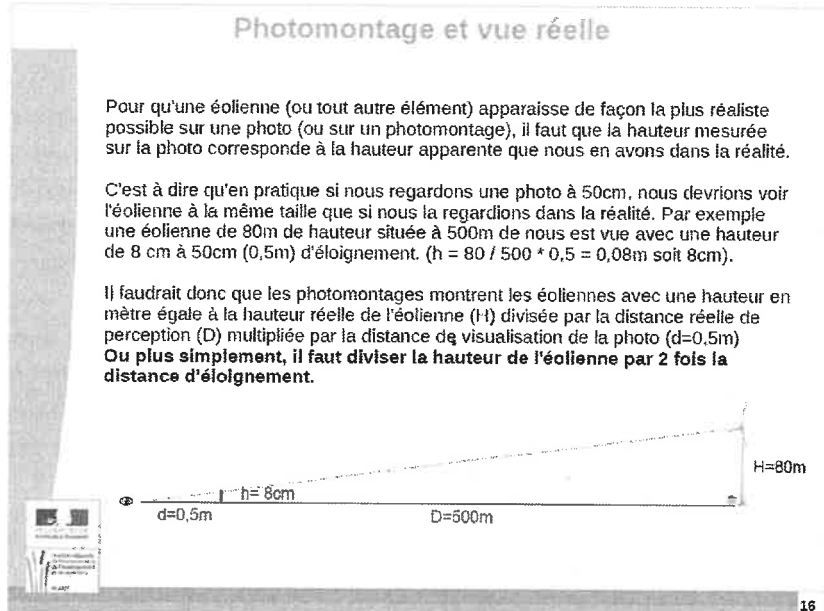 Photomontage et vue réelle
Pour qu'une éolienne (ou tout autre élément) apparaisse de façon la plus réaliste
possible sur une photo (ou sur un photomontage), il faut que la hauteur mesurée
sur la photo corresponde à la hauteur apparente que nous en avons dans la réalité.
C'est à dire qu'en pratique si nous regardons une photo à 50cm, nous devrions voir
l'éolienne à la même taille que si nous la regardions dans la réalité. Par exemple
une éolienne de 80m de hauteur située à 500m de nous est vue avec une hauteur
de 8 cm à 50cm (0,5m) d'éloignement. (h = 80 / 500 * 0,5 = 0,08m soit 8cm).
Il faudrait donc que les photomontages montrent les éoliennes avec une hauteur en
mètre égale à la hauteur réelle de l'éolienne (H) divisée par la distance réelle de
perception (D) multipliée par la distance de visualisation de la photo (d=0,5m)
Ou plus simplement, il faut diviser la hauteur de l'éolienne par 2 fois la
distance d'éloignement.
H=80m
h= 8cm
d=0,5m
D=500m
16